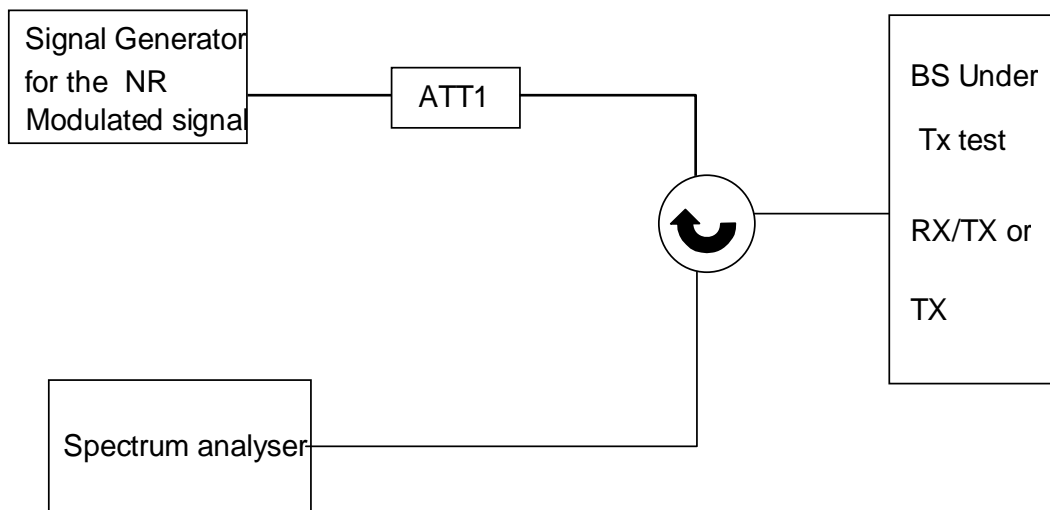 Signal Generator
for the NR
Modulated signal
ATT1
BS Under
Tx test
RX/TX or
TX
Spectrum analyser